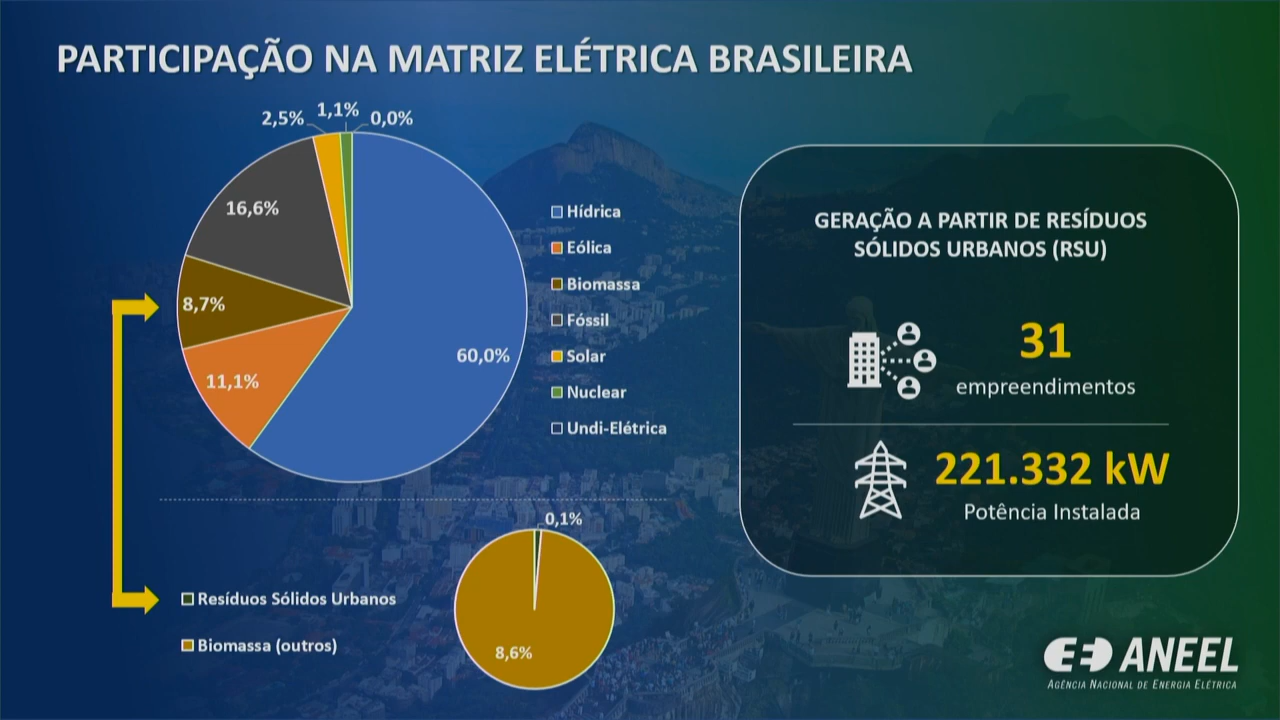 PARTICIPAÇÃO NA MATRIZ ELÉTRICA BRASILEIRA
2,5%
1,1%
0,0%
16,6%
8,7%
11,1%
60,0%
Hídrica
Eólica
Biomassa
Fóssil
Solar
Nuclear
Undi-Elétrica
0,1%
8,6%
Resíduos Sólidos Urbanos
Biomassa (outros)
GERAÇÃO A PARTIR DE RESÍDUOS
SÓLIDOS URBANOS (RSU)
31
empreendimentos
221.332 kW
Potência Instalada
ANEEL
AGÊNCIA NACIONAL DE ENERGIA ELÉTRICA